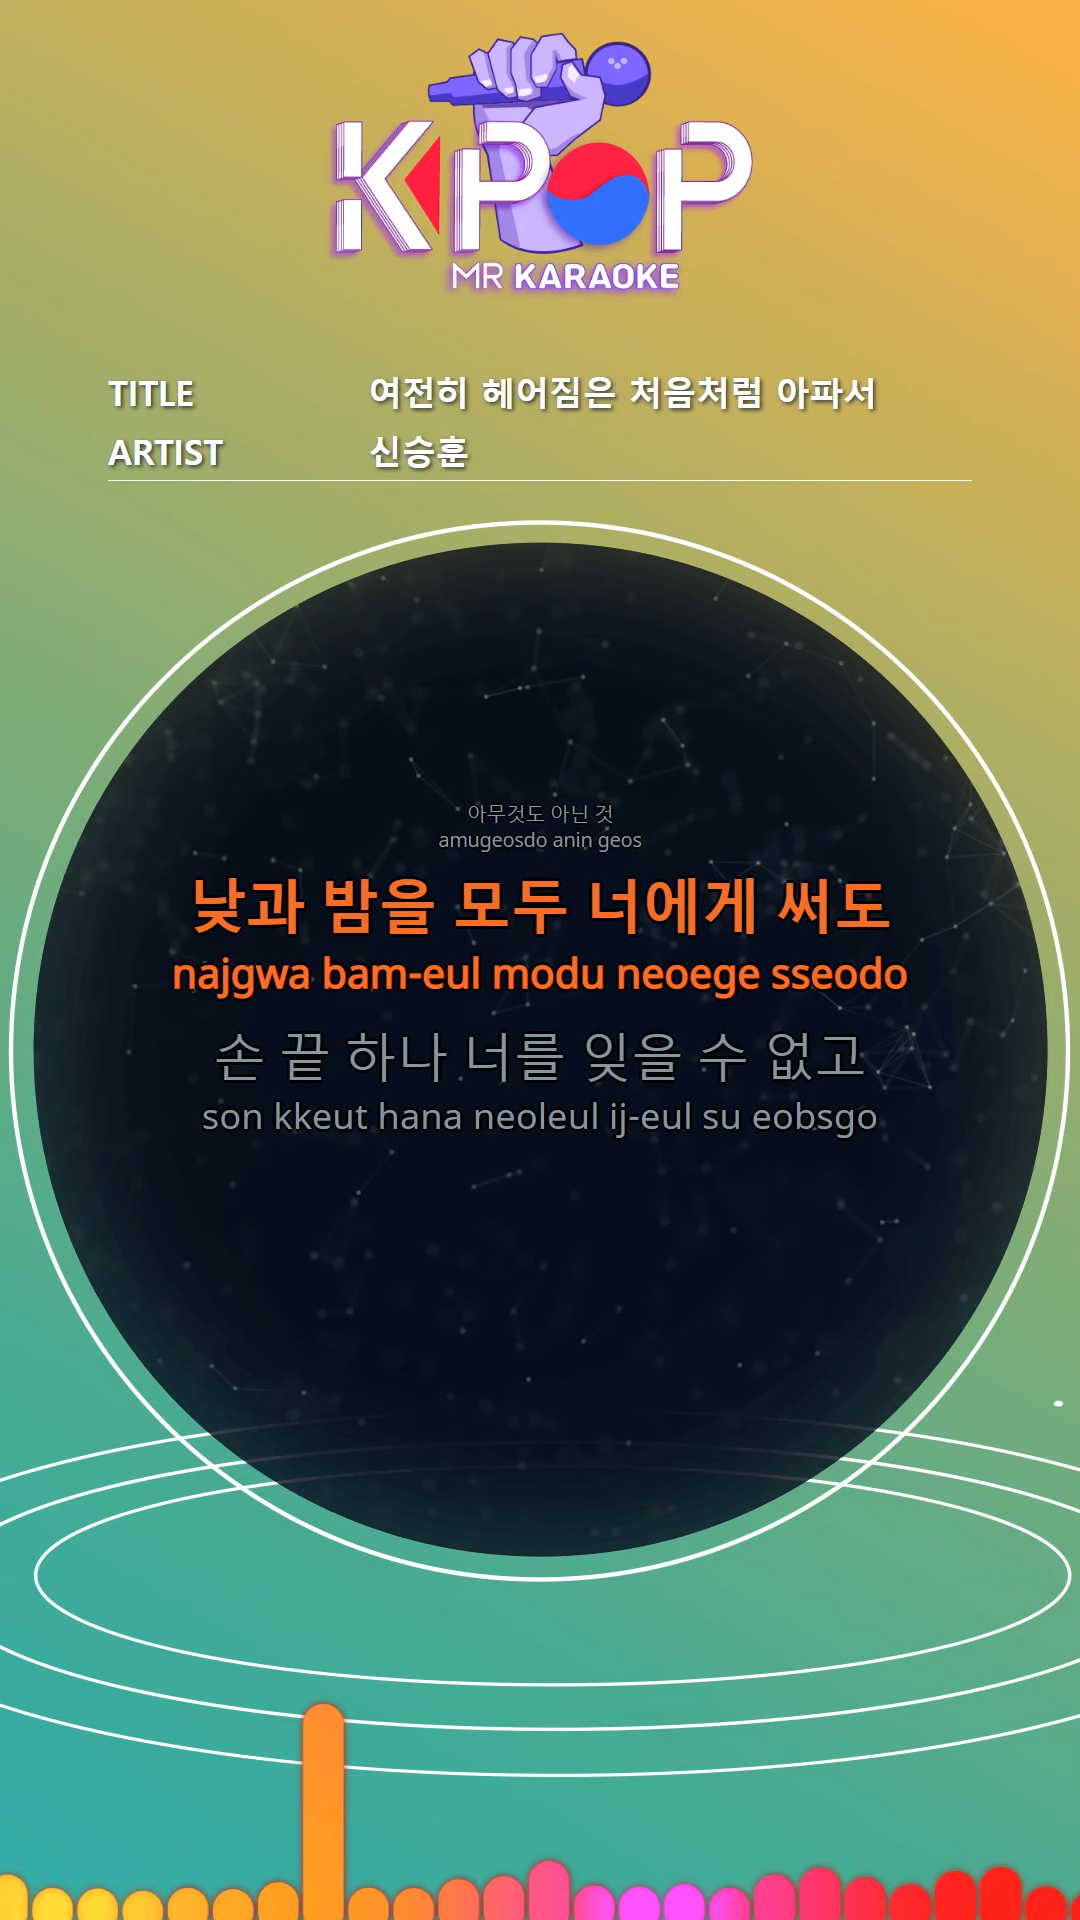 KPOP
MR KARAOKE
TITLE 여전히 헤어짐은 처음처럼 아파서
ARTIST 신승훈
아무것도 아닌 것
amugeosdo anin geos
낮과 밤을 모두 너에게 써도
najgwa bam-eul modu neoege sseodo
손 끝 하나 너를 잊을 수 없고
son kkeut hana neoleul ij-eul su eobsgo